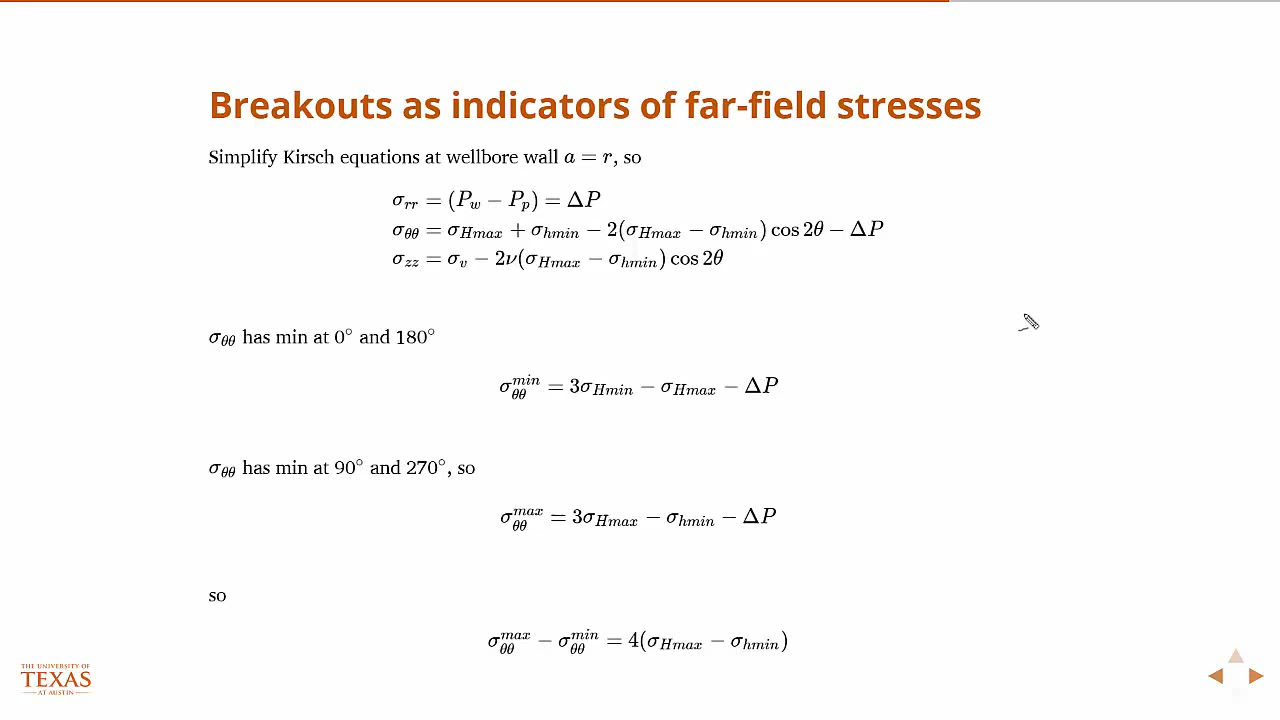 Breakouts as indicators of far-field stresses
Simplify Kirsch equations at wellbore wall a = r, so
σ_rr = (P_w − P_p) = ΔP
σ_θθ = σ_Hmax + σ_hmin − 2(σ_Hmax − σ_hmin) cos 2θ − ΔP
σ_zz = σ_v − 2ν(σ_Hmax − σ_hmin) cos 2θ
σ_θθ has min at 0° and 180°
σ_θθ^min = 3σ_Hmin − σ_Hmax − ΔP
σ_θθ has min at 90° and 270°, so
σ_θθ^max = 3σ_Hmax − σ_hmin − ΔP
so
σ_θθ^max − σ_θθ^min = 4(σ_Hmax − σ_hmin)
THE UNIVERSITY OF
TEXAS
AT AUSTIN